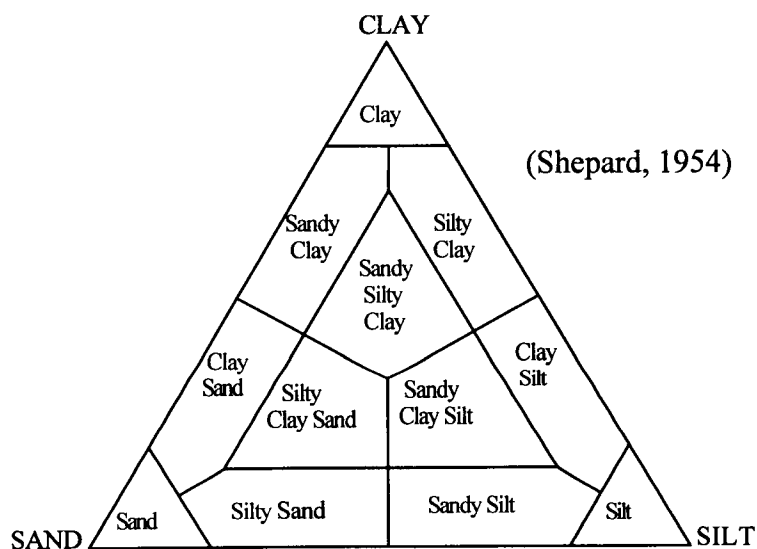 CLAY
Clay
(Shepard, 1954)
Sandy
Clay
Silty
Clay
Sandy
Silty
Clay
Clay
Sand
Silty
Clay Sand
Sandy
Clay Silt
Clay
Silt
SAND
Sand
Silty Sand
Sandy Silt
Silt
SILT